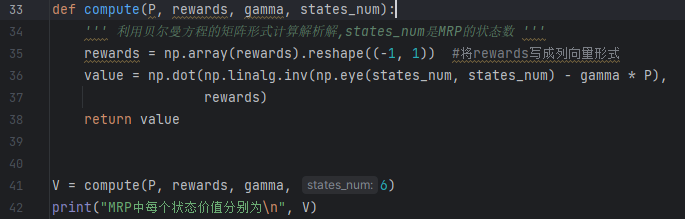 33 def compute(P, rewards, gamma, states_num):
34 ''' 利用贝尔曼方程的矩阵形式计算解析解,states_num是MRP的状态数 '''
35 rewards = np.array(rewards).reshape((-1, 1))  #将rewards写成列向量形式
36 value = np.dot(np.linalg.inv(np.eye(states_num, states_num) - gamma * P),
37 rewards)
38 return value
39
40
41 V = compute(P, rewards, gamma, states_num: 6)
42 print("MRP中每个状态价值分别为\n", V)